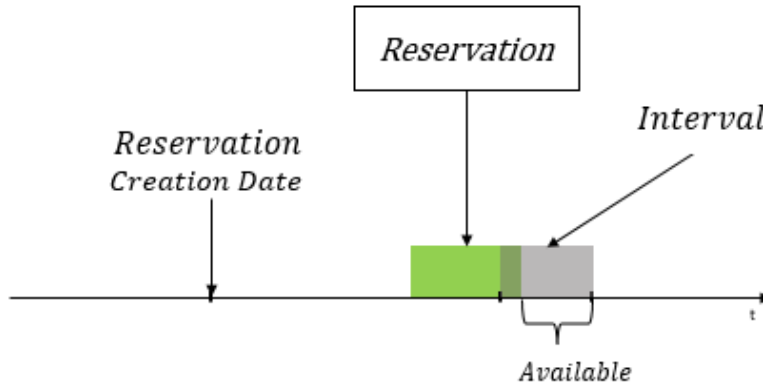 Reservation
Interval
Reservation
Creation Date
t
Available